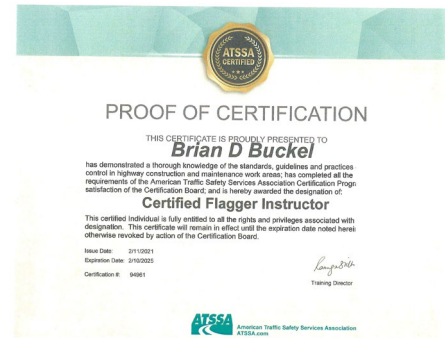 ATSSA
CERTIFIED
PROOF OF CERTIFICATION
THIS CERTIFICATE IS PROUDLY PRESENTED TO
Brian D Buckel
has demonstrated a thorough knowledge of the standards, guidelines and practices
control in highway construction and maintenance work areas; has completed all the
requirements of the American Traffic Safety Services Association Certification Progr
satisfaction of the Certification Board; and is hereby awarded the designation of:
Certified Flagger Instructor
This certified Individual is fully entitled to all the rights and privileges associated with
designation. This certificate will remain in effect until the expiration date noted herei
otherwise revoked by action of the Certification Board.
Issue Date: 2/11/2021
Expiration Date: 2/10/2025
Certification #: 94961
Training Director
ATSSA
American Traffic Safety Services Association
ATSSA.com